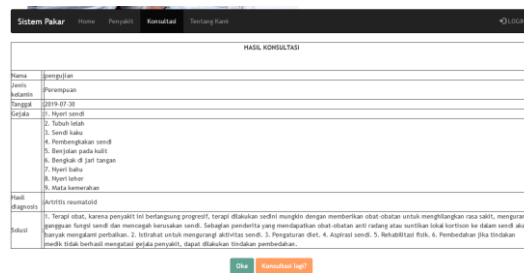 Sistem Pakar Home Penyakit Konsultasi Tentang Kami LOGIN
HASIL KONSULTASI
Nama :pengujian
Jenis kelamin :Perempuan
Tanggal :2019-07-30
Gejala :1. Nyeri sendi
2. Tubuh lelah
3. Sendi kaku
4. Pembengkakan sendi
5. Benjolan pada kulit
6. Bengkak di jari tangan
7. Nyeri bahu
8. Nyeri leher
9. Mata kemerahan
Hasil diagnosis :Artritis reumatoid
Solusi :1. Terapi obat, karena penyakit ini berlangsung progresif, terapi dilakukan sedini mungkin dengan memberikan obat-obatan untuk menghilangkan rasa sakit, menguran
gangguan fungsi sendi dan mencegah kerusakan sendi. Sebagian penderita yang mendapatkan obat-obatan anti radang atau suntikan lokal kortison ke dalam sendi aka
banyak mengalami perbaikan. 2. Istirahat untuk mengurangi aktivitas sendi. 3. Pengaturan diet. 4. Aspirasi sendi. 5. Rehabilitasi fisik. 6. Pembedahan jika tindakan
medik tidak berhasil mengatasi gejala penyakit, dapat dilakukan tindakan pembedahan.
Oke Konsultasi lagi?